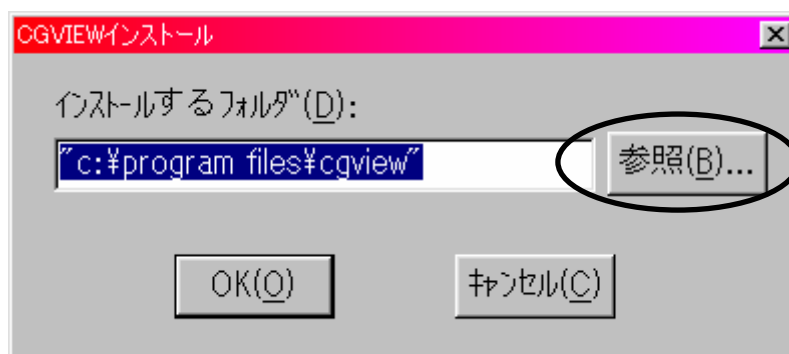 CGVIEWインストール
インストールするフォルダ(D):
"c:¥program files¥cgview"
参照(B)...
OK(O)
キャンセル(C)